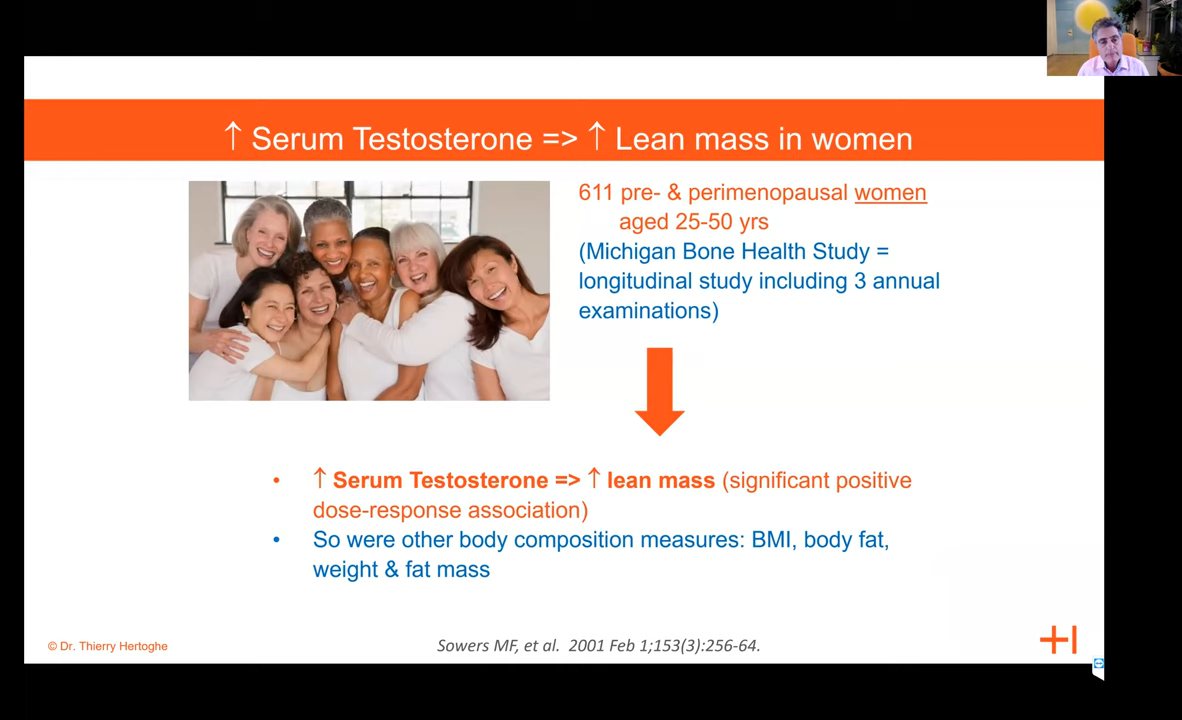 ↑ Serum Testosterone => ↑ Lean mass in women
611 pre- & perimenopausal women
aged 25-50 yrs
(Michigan Bone Health Study =
longitudinal study including 3 annual
examinations)
• ↑ Serum Testosterone => ↑ lean mass (significant positive
dose-response association)
• So were other body composition measures: BMI, body fat,
weight & fat mass
© Dr. Thierry Hertoghe
Sowers MF, et al. 2001 Feb 1;153(3):256-64.